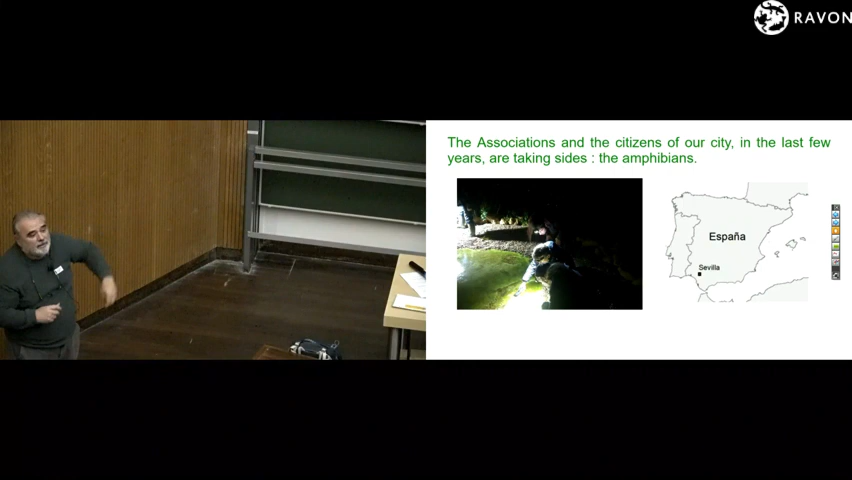 RAVON
The Associations and the citizens of our city, in the last few
years, are taking sides : the amphibians.
España
Sevilla